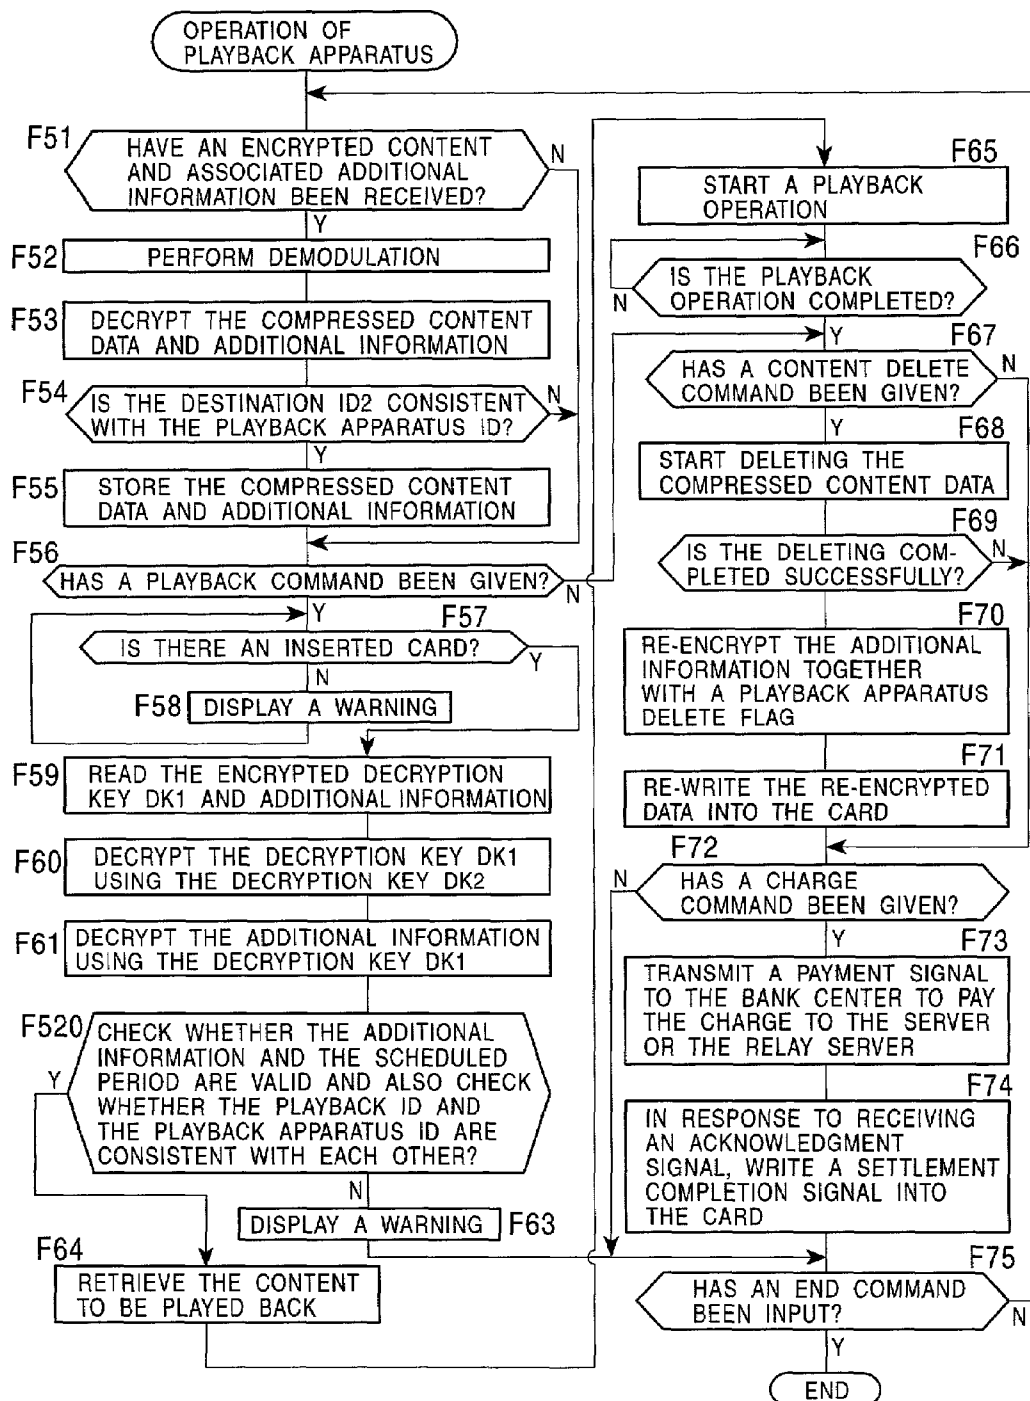 OPERATION OF
PLAYBACK APPARATUS
F51
HAVE AN ENCRYPTED CONTENT
AND ASSOCIATED ADDITIONAL
INFORMATION BEEN RECEIVED?
N
Y
F52
PERFORM DEMODULATION
F53
DECRYPT THE COMPRESSED CONTENT
DATA AND ADDITIONAL INFORMATION
F54
IS THE DESTINATION ID2 CONSISTENT
WITH THE PLAYBACK APPARATUS ID?
N
Y
F55
STORE THE COMPRESSED CONTENT
DATA AND ADDITIONAL INFORMATION
F56
HAS A PLAYBACK COMMAND BEEN GIVEN?
N
Y
F57
IS THERE AN INSERTED CARD?
Y
N
F58
DISPLAY A WARNING
F59
READ THE ENCRYPTED DECRYPTION
KEY DK1 AND ADDITIONAL INFORMATION
F60
DECRYPT THE DECRYPTION KEY DK1
USING THE DECRYPTION KEY DK2
F61
DECRYPT THE ADDITIONAL INFORMATION
USING THE DECRYPTION KEY DK1
F520
CHECK WHETHER THE ADDITIONAL
INFORMATION AND THE SCHEDULED
PERIOD ARE VALID AND ALSO CHECK
WHETHER THE PLAYBACK ID AND
THE PLAYBACK APPARATUS ID ARE
CONSISTENT WITH EACH OTHER?
Y
N
DISPLAY A WARNING
F63
F64
RETRIEVE THE CONTENT
TO BE PLAYED BACK
F65
START A PLAYBACK
OPERATION
F66
IS THE PLAYBACK
OPERATION COMPLETED?
N
Y
F67
HAS A CONTENT DELETE
COMMAND BEEN GIVEN?
N
Y
F68
START DELETING THE
COMPRESSED CONTENT DATA
F69
IS THE DELETING COM-
PLETED SUCCESSFULLY?
N
F70
RE-ENCRYPT THE ADDITIONAL
INFORMATION TOGETHER
WITH A PLAYBACK APPARATUS
DELETE FLAG
F71
RE-WRITE THE RE-ENCRYPTED
DATA INTO THE CARD
F72
HAS A CHARGE
COMMAND BEEN GIVEN?
N
Y
F73
TRANSMIT A PAYMENT SIGNAL
TO THE BANK CENTER TO PAY
THE CHARGE TO THE SERVER
OR THE RELAY SERVER
F74
IN RESPONSE TO RECEIVING
AN ACKNOWLEDGMENT
SIGNAL, WRITE A SETTLEMENT
COMPLETION SIGNAL INTO
THE CARD
F75
HAS AN END COMMAND
BEEN INPUT?
N
Y
END